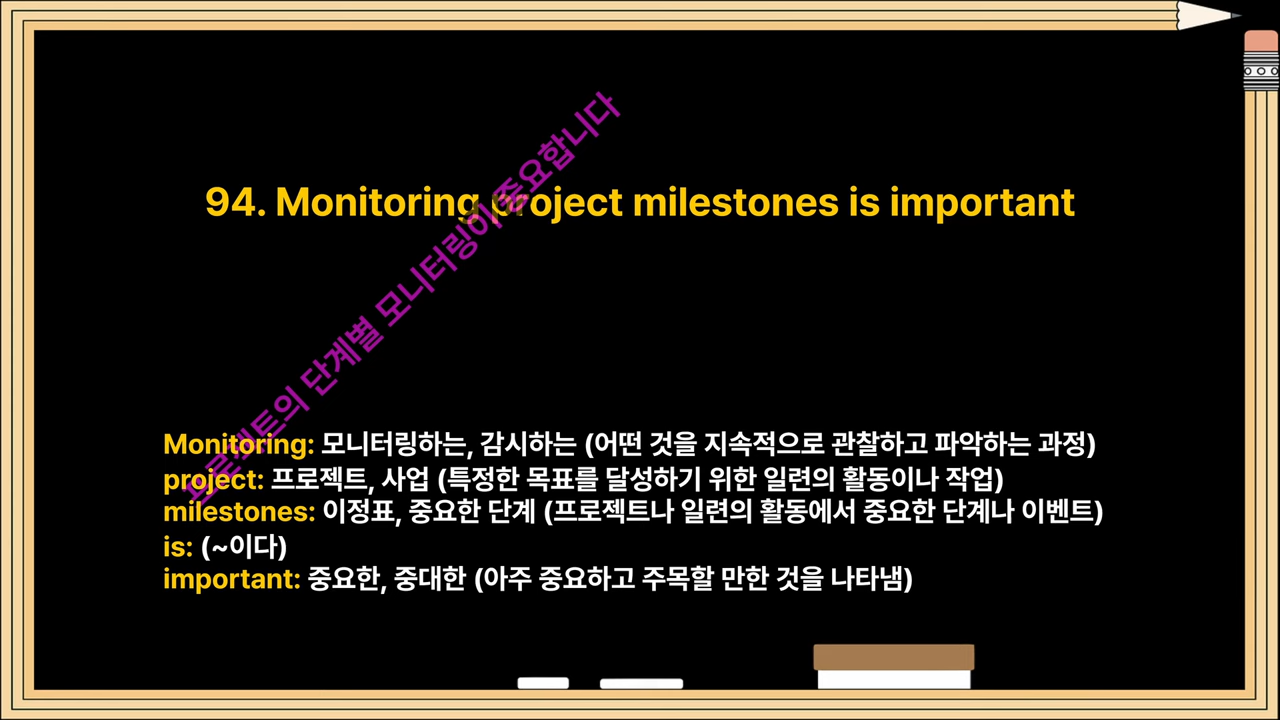 94. Monitoring project milestones is important
프로젝트의 단계별 모니터링이 중요합니다
Monitoring: 모니터링하는, 감시하는 (어떤 것을 지속적으로 관찰하고 파악하는 과정)
project: 프로젝트, 사업 (특정한 목표를 달성하기 위한 일련의 활동이나 작업)
milestones: 이정표, 중요한 단계 (프로젝트나 일련의 활동에서 중요한 단계나 이벤트)
is: (~이다)
important: 중요한, 중대한 (아주 중요하고 주목할 만한 것을 나타냄)